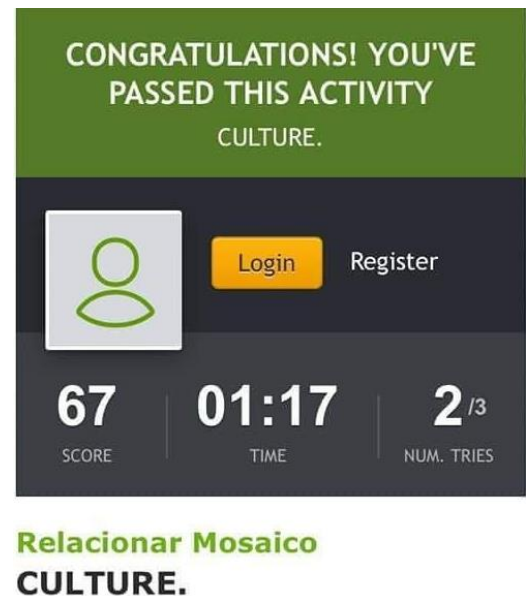 CONGRATULATIONS! YOU'VE
PASSED THIS ACTIVITY
CULTURE.
Login Register
67 01:17 2/3
SCORE TIME NUM. TRIES
Relacionar Mosaico
CULTURE.